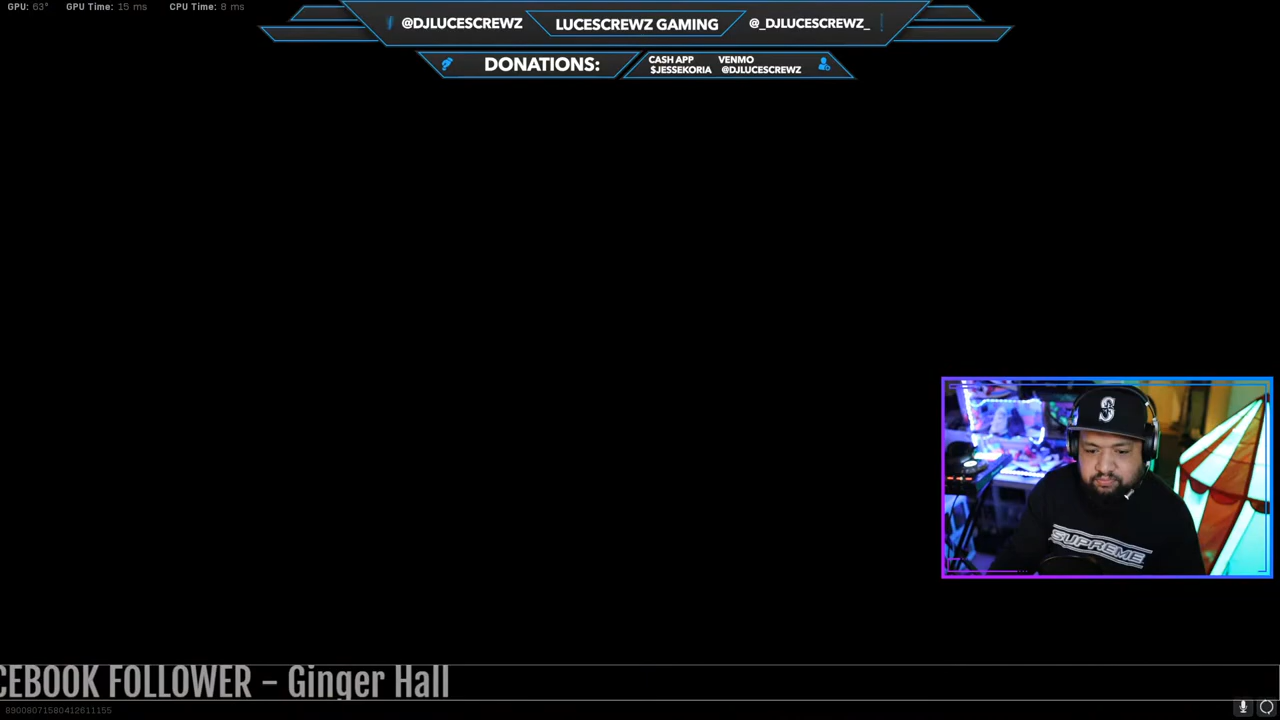 GPU: 63° GPU Time: 15 ms CPU Time: 8 ms
@DJLUCESCREWZ LUCESCREWZ GAMING @_DJLUCESCREWZ_
DONATIONS:
CASH APP VENMO
$JESSEKORIA @DJLUCESCREWZ
S
SUPREME
CEBOOK FOLLOWER – Ginger Hall
89008071580412611155